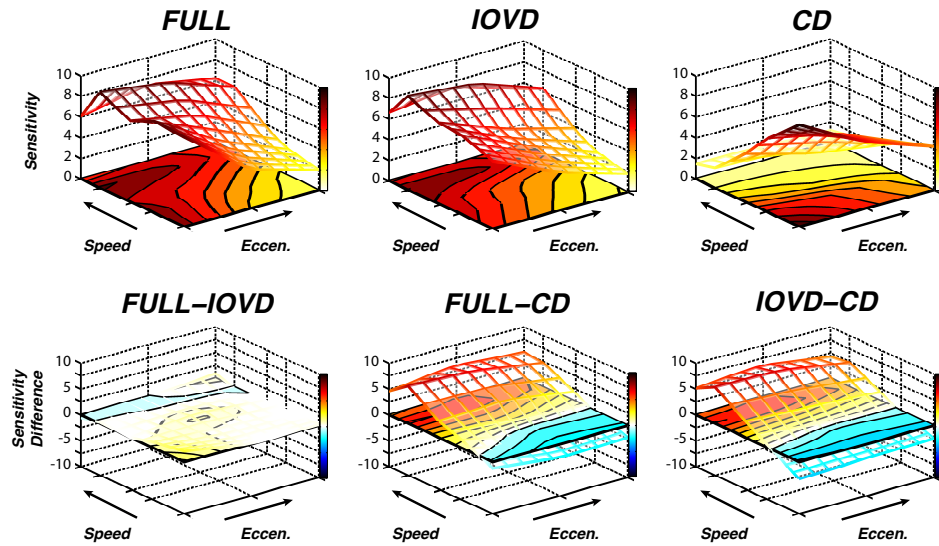 FULL IOVD CD
Sensitivity
10 10 10
8 8 8
6 6 6
4 4 4
2 2 2
0 0 0
Speed Eccen. Speed Eccen. Speed Eccen.
FULL–IOVD FULL–CD IOVD–CD
Sensitivity
Difference
10 10 10
5 5 5
0 0 0
-5 -5 -5
-10 -10 -10
Speed Eccen. Speed Eccen. Speed Eccen.